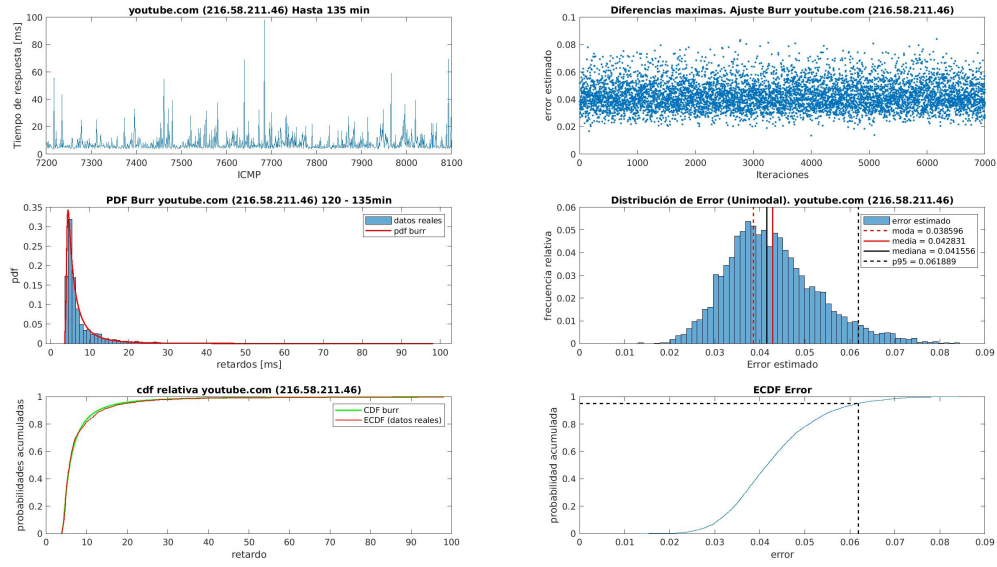 youtube.com (216.58.211.46) Hasta 135 min
Tiempo de respuesta [ms]
100
80
60
40
20
0
7200 7300 7400 7500 7600 7700 7800 7900 8000 8100
ICMP
Diferencias maximas. Ajuste Burr youtube.com (216.58.211.46)
error estimado
0.1
0.08
0.06
0.04
0.02
0
0 1000 2000 3000 4000 5000 6000 7000
Iteraciones
PDF Burr youtube.com (216.58.211.46) 120 - 135min
pdf
0.35
0.3
0.25
0.2
0.15
0.1
0.05
0
datos reales
pdf burr
0 10 20 30 40 50 60 70 80 90 100
retardos [ms]
Distribución de Error (Unimodal). youtube.com (216.58.211.46)
frecuencia relativa
0.06
0.05
0.04
0.03
0.02
0.01
0
error estimado
moda = 0.038596
media = 0.042831
mediana = 0.041556
p95 = 0.061889
0 0.01 0.02 0.03 0.04 0.05 0.06 0.07 0.08 0.09
Error estimado
cdf relativa youtube.com (216.58.211.46)
probabilidades acumuladas
1
0.8
0.6
0.4
0.2
0
CDF burr
ECDF (datos reales)
0 10 20 30 40 50 60 70 80 90 100
retardo
ECDF Error
probabilidad acumulada
1
0.8
0.6
0.4
0.2
0
0 0.01 0.02 0.03 0.04 0.05 0.06 0.07 0.08 0.09
error